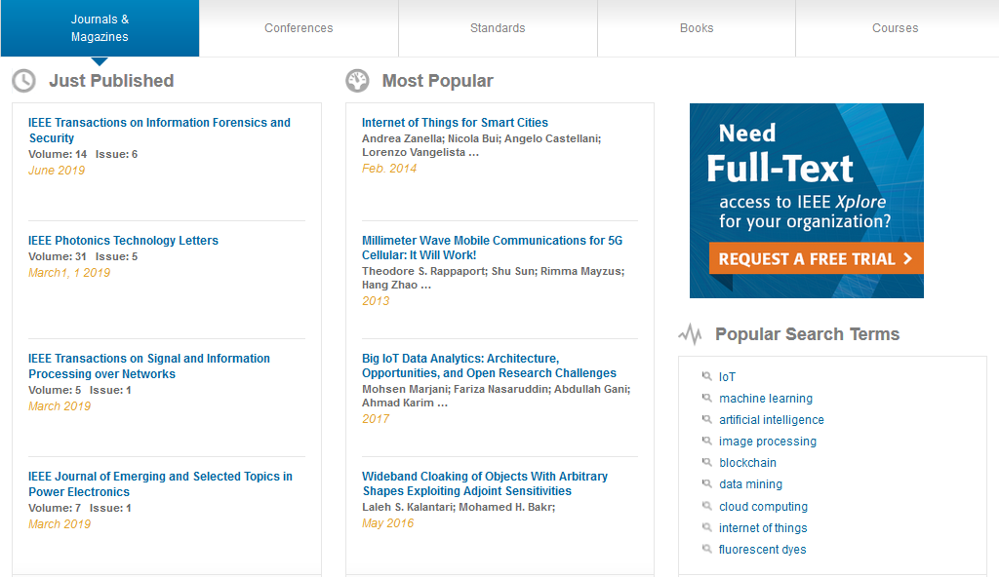 Journals &
Magazines
Conferences
Standards
Books
Courses
Just Published
IEEE Transactions on Information Forensics and
Security
Volume: 14 Issue: 6
June 2019
IEEE Photonics Technology Letters
Volume: 31 Issue: 5
March1, 1 2019
IEEE Transactions on Signal and Information
Processing over Networks
Volume: 5 Issue: 1
March 2019
IEEE Journal of Emerging and Selected Topics in
Power Electronics
Volume: 7 Issue: 1
March 2019
Most Popular
Internet of Things for Smart Cities
Andrea Zanella; Nicola Bui; Angelo Castellani;
Lorenzo Vangelista ...
Feb. 2014
Millimeter Wave Mobile Communications for 5G
Cellular: It Will Work!
Theodore S. Rappaport; Shu Sun; Rimma Mayzus;
Hang Zhao ...
2013
Big IoT Data Analytics: Architecture,
Opportunities, and Open Research Challenges
Mohsen Marjani; Fariza Nasaruddin; Abdullah Gani;
Ahmad Karim ...
2017
Wideband Cloaking of Objects With Arbitrary
Shapes Exploiting Adjoint Sensitivities
Laleh S. Kalantari; Mohamed H. Bakr;
May 2016
Need
Full-Text
access to IEEE Xplore
for your organization?
REQUEST A FREE TRIAL
Popular Search Terms
IoT
machine learning
artificial intelligence
image processing
blockchain
data mining
cloud computing
internet of things
fluorescent dyes